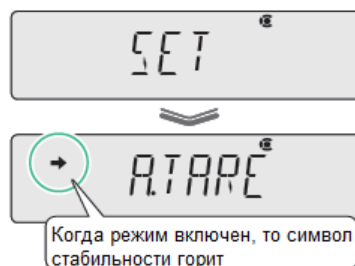 SET
A.TARE
Когда режим включен, то символ
стабильности горит